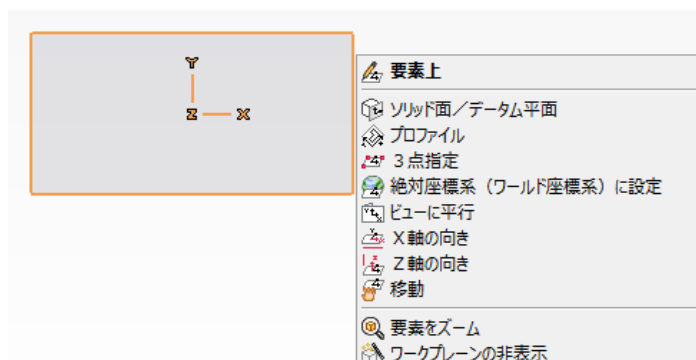 Y
Z X
要素上
ソリッド面／データム平面
プロファイル
３点指定
絶対座標系（ワールド座標系）に設定
ビューに平行
X軸の向き
Z軸の向き
移動
要素をズーム
ワークプレーンの非表示